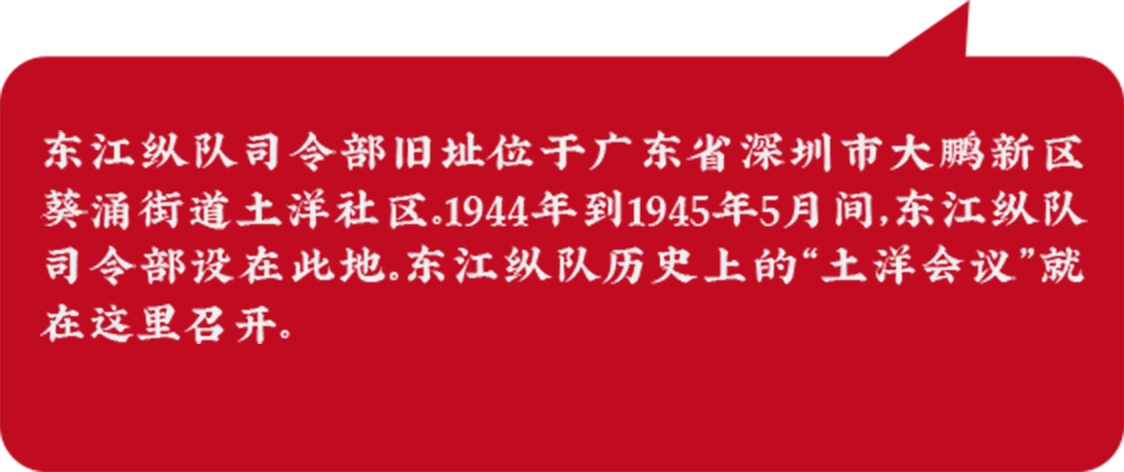 东江纵队司令部旧址位于广东省深圳市大鹏新区
葵涌街道土洋社区。1944年到1945年5月间,东江纵队
司令部设在此地。东江纵队历史上的“土洋会议”就
在这里召开。